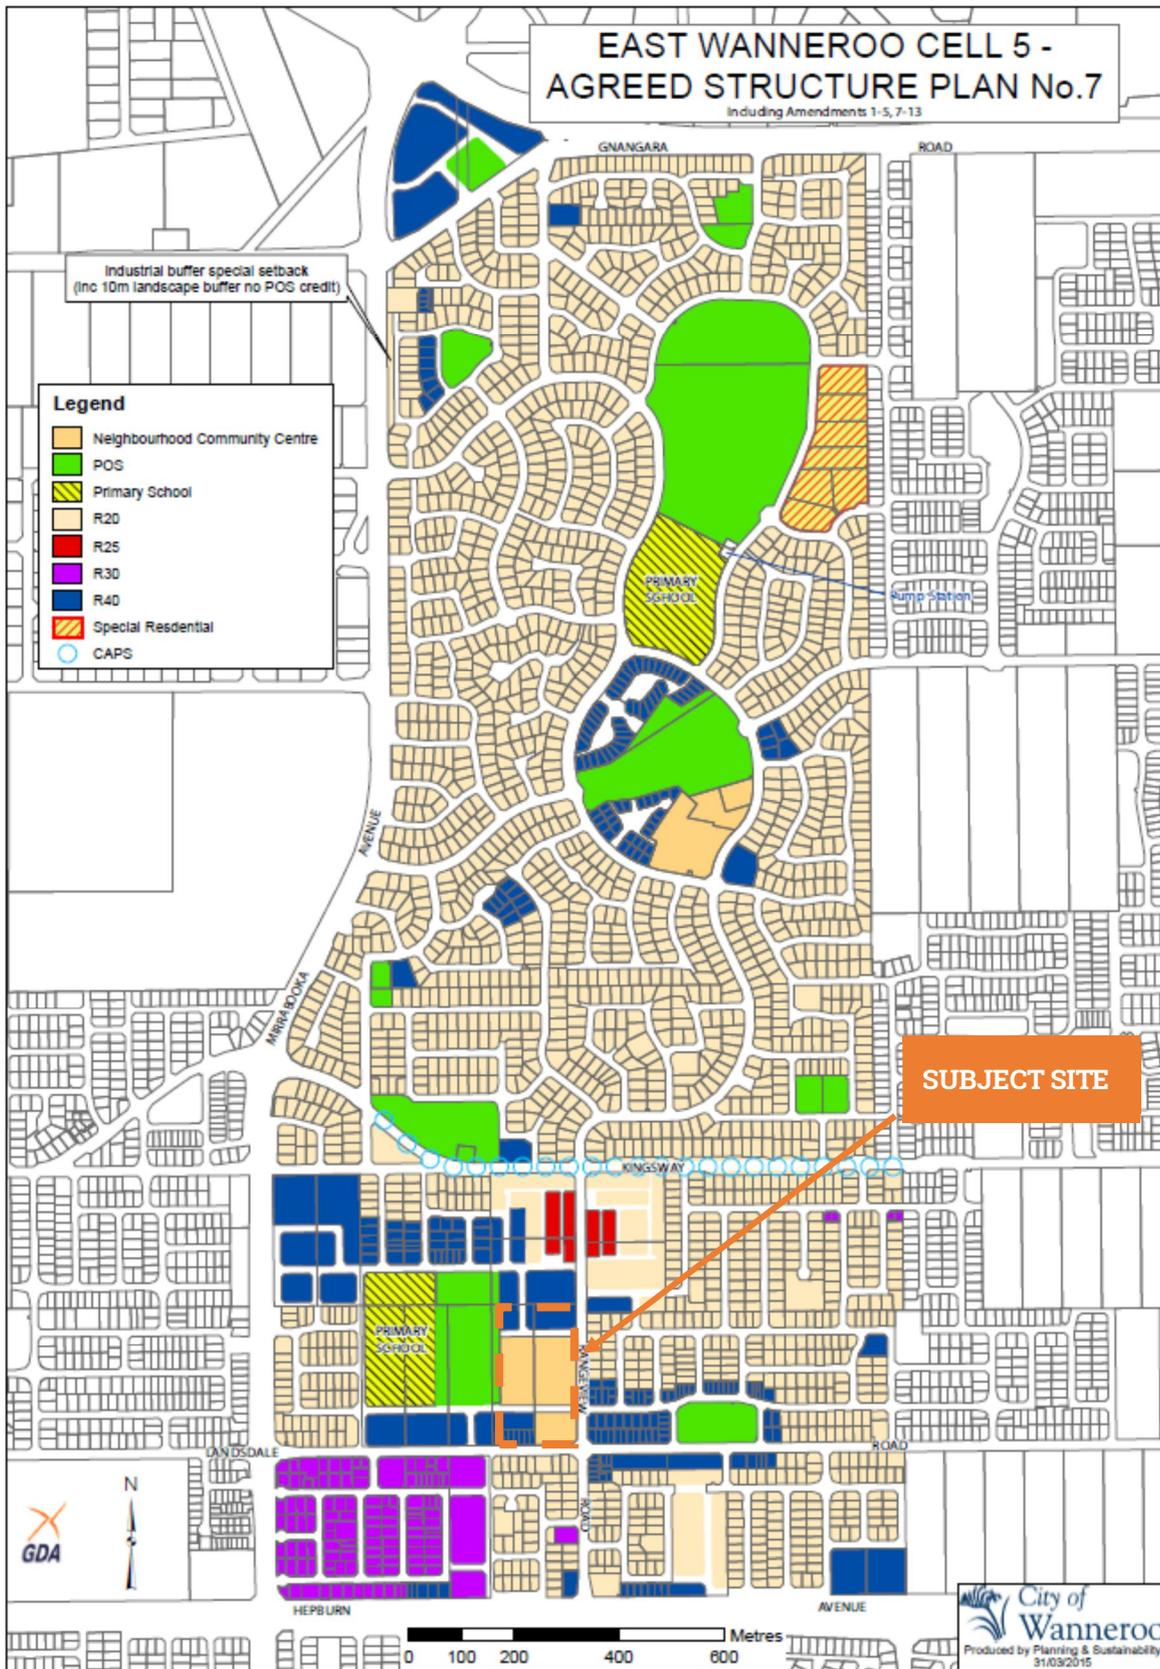 EAST WANNEROO CELL 5 -
AGREED STRUCTURE PLAN No.7
Including Amendments 1-5, 7-13
GNANGARA
ROAD
Industrial buffer special setback
(inc 10m landscape buffer no POS credit)
Legend
Neighbourhood Community Centre
POS
Primary School
R20
R25
R30
R40
Special Resdential
CAPS
PRIMARY
SCHOOL
Pump Station
AVENUE
MIRRABOOKA
SUBJECT SITE
KINGSWAY
PRIMARY
SCHOOL
RANGEVIEW
LANDSDALE
ROAD
N
GDA
ROAD
HEPBURN
AVENUE
Metres
0 100 200 400 600
City of
Wanneroo
Produced by Planning & Sustainability
31/03/2015